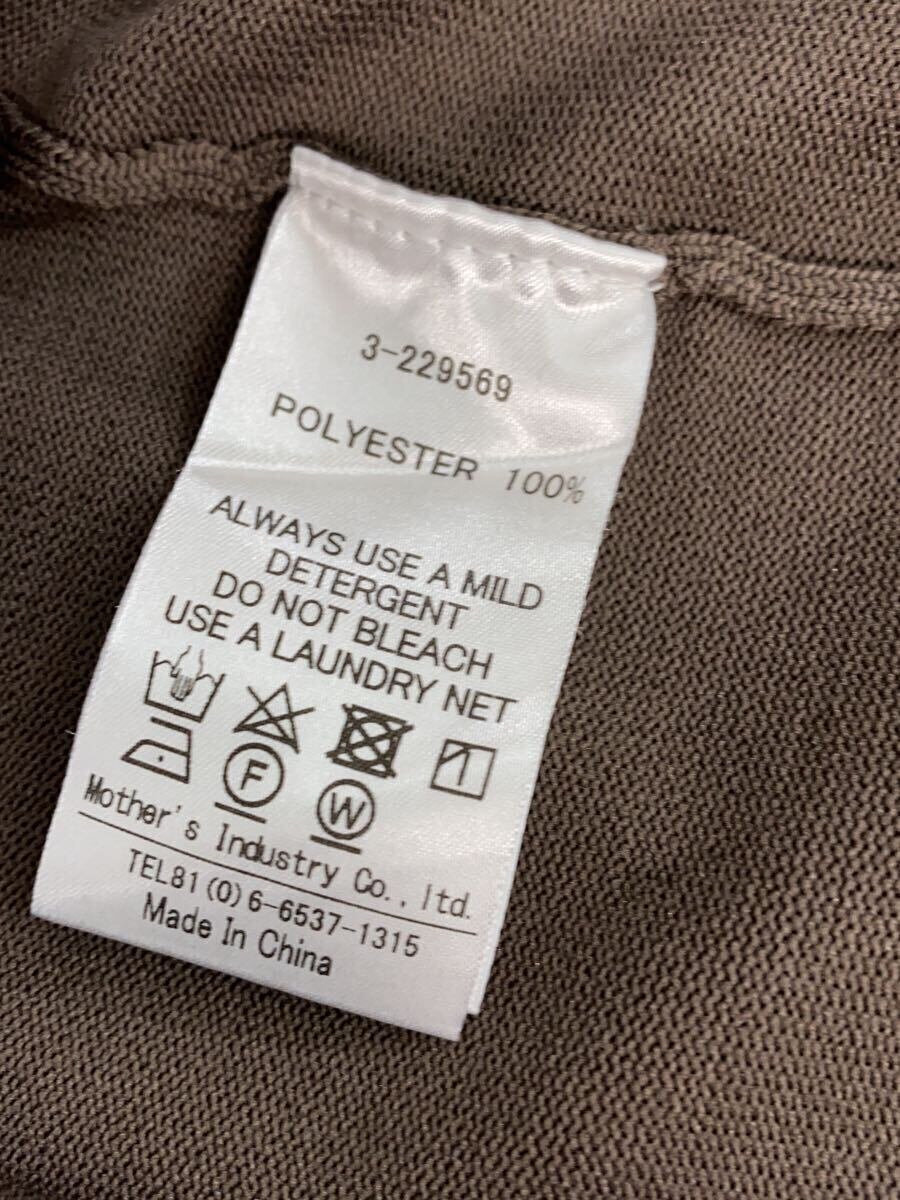 3-229569
POLYESTER 100%
ALWAYS USE A MILD
DETERGENT
DO NOT BLEACH
USE A LAUNDRY NET
F
W
Mother's Industry Co., ltd.
TEL81(0)6-6537-1315
Made In China